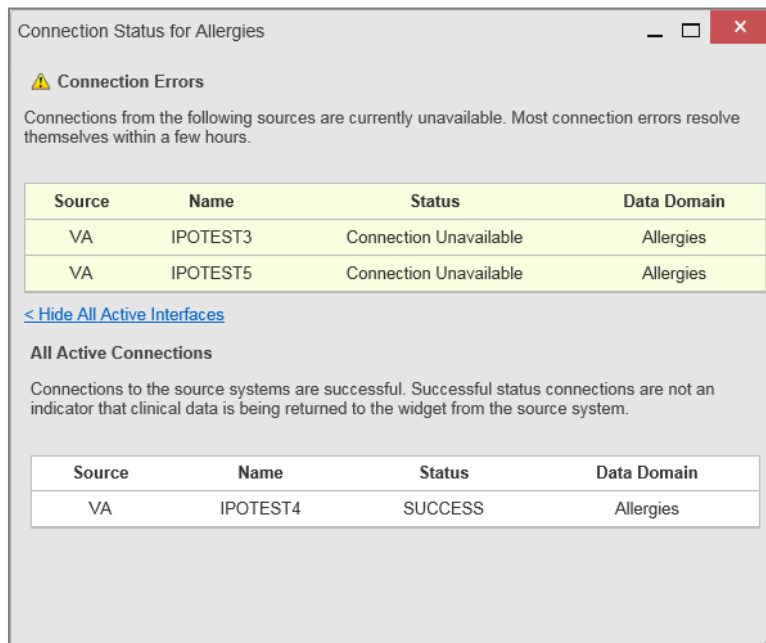 Connection Status for Allergies
Connection Errors
Connections from the following sources are currently unavailable. Most connection errors resolve
themselves within a few hours.
Source Name Status Data Domain
VA IPOTEST3 Connection Unavailable Allergies
VA IPOTEST5 Connection Unavailable Allergies
< Hide All Active Interfaces
All Active Connections
Connections to the source systems are successful. Successful status connections are not an
indicator that clinical data is being returned to the widget from the source system.
Source Name Status Data Domain
VA IPOTEST4 SUCCESS Allergies